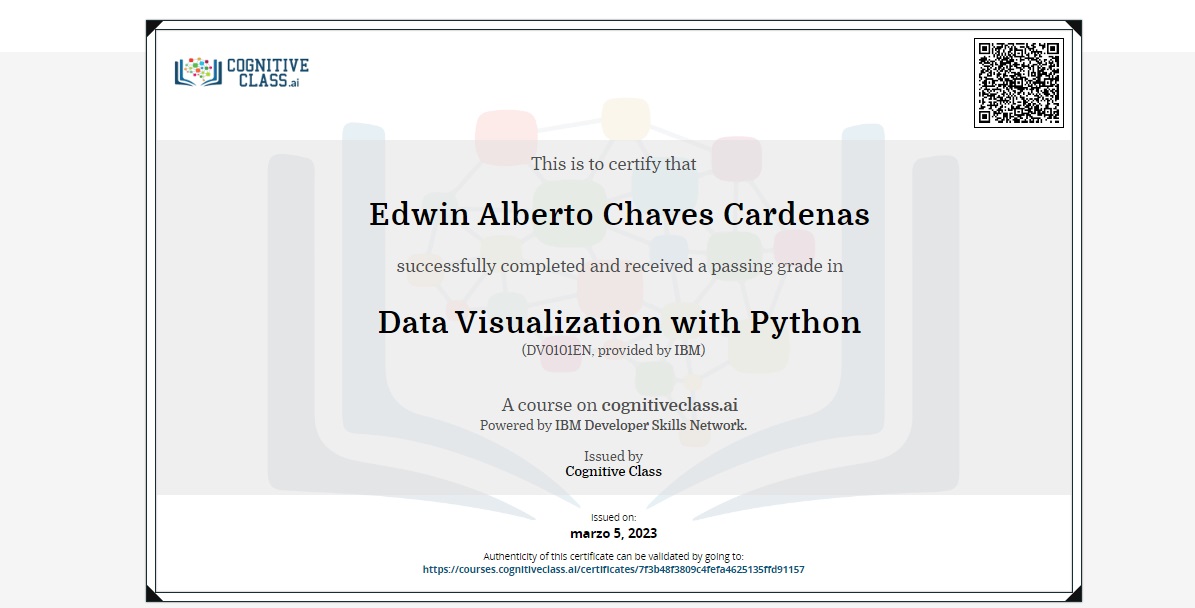 COGNITIVE
CLASS.ai
This is to certify that
Edwin Alberto Chaves Cardenas
successfully completed and received a passing grade in
Data Visualization with Python
(DV0101EN, provided by IBM)
A course on cognitiveclass.ai
Powered by IBM Developer Skills Network.
Issued by
Cognitive Class
Issued on:
marzo 5, 2023
Authenticity of this certificate can be validated by going to:
https://courses.cognitiveclass.ai/certificates/7f3b48f3809c4fefa4625135ffd91157